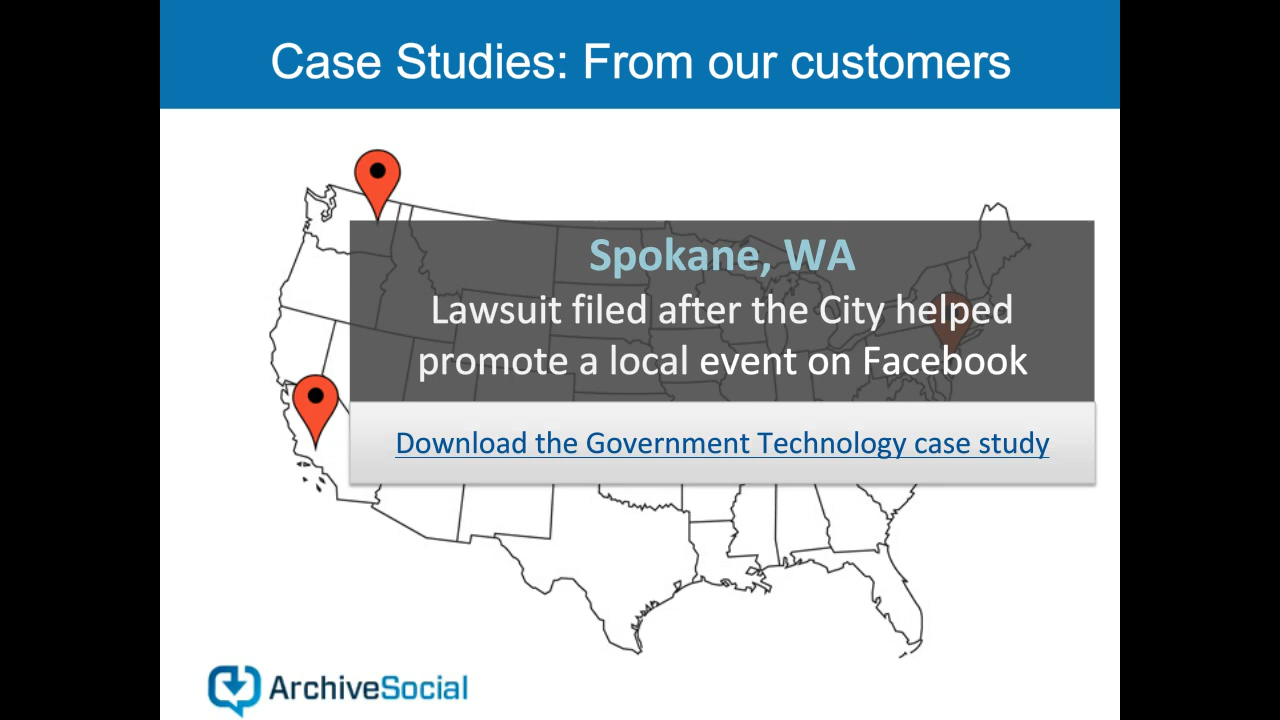 Case Studies: From our customers
Spokane, WA
Lawsuit filed after the City helped
promote a local event on Facebook
Download the Government Technology case study
ArchiveSocial